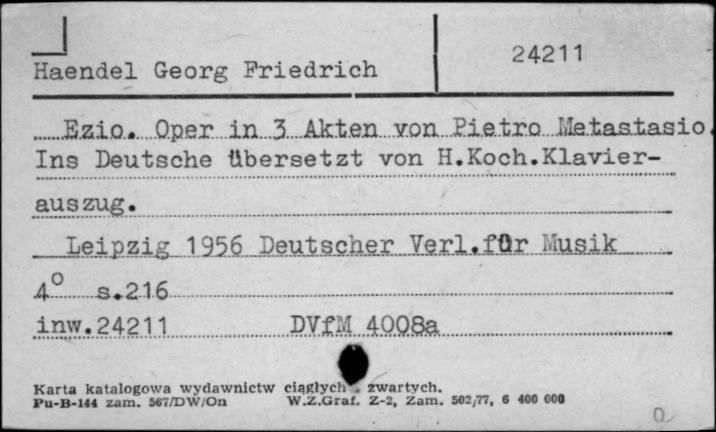 24211
Haendel Georg Friedrich
Ezio. Oper in 3 Akten von Pietro Metastasio.
Ins Deutsche übersetzt von H.Koch.Klavier-
auszug.
Leipzig 1956 Deutscher Verl.für Musik
4° s.216
inw.24211 DVfM 4008a
Karta katalogowa wydawnictw ciągłych i zwartych.
Pu-B-144 zam. 567/DW/On W.Z.Graf. Z-2, Zam. 502/77, 6 400 000
0